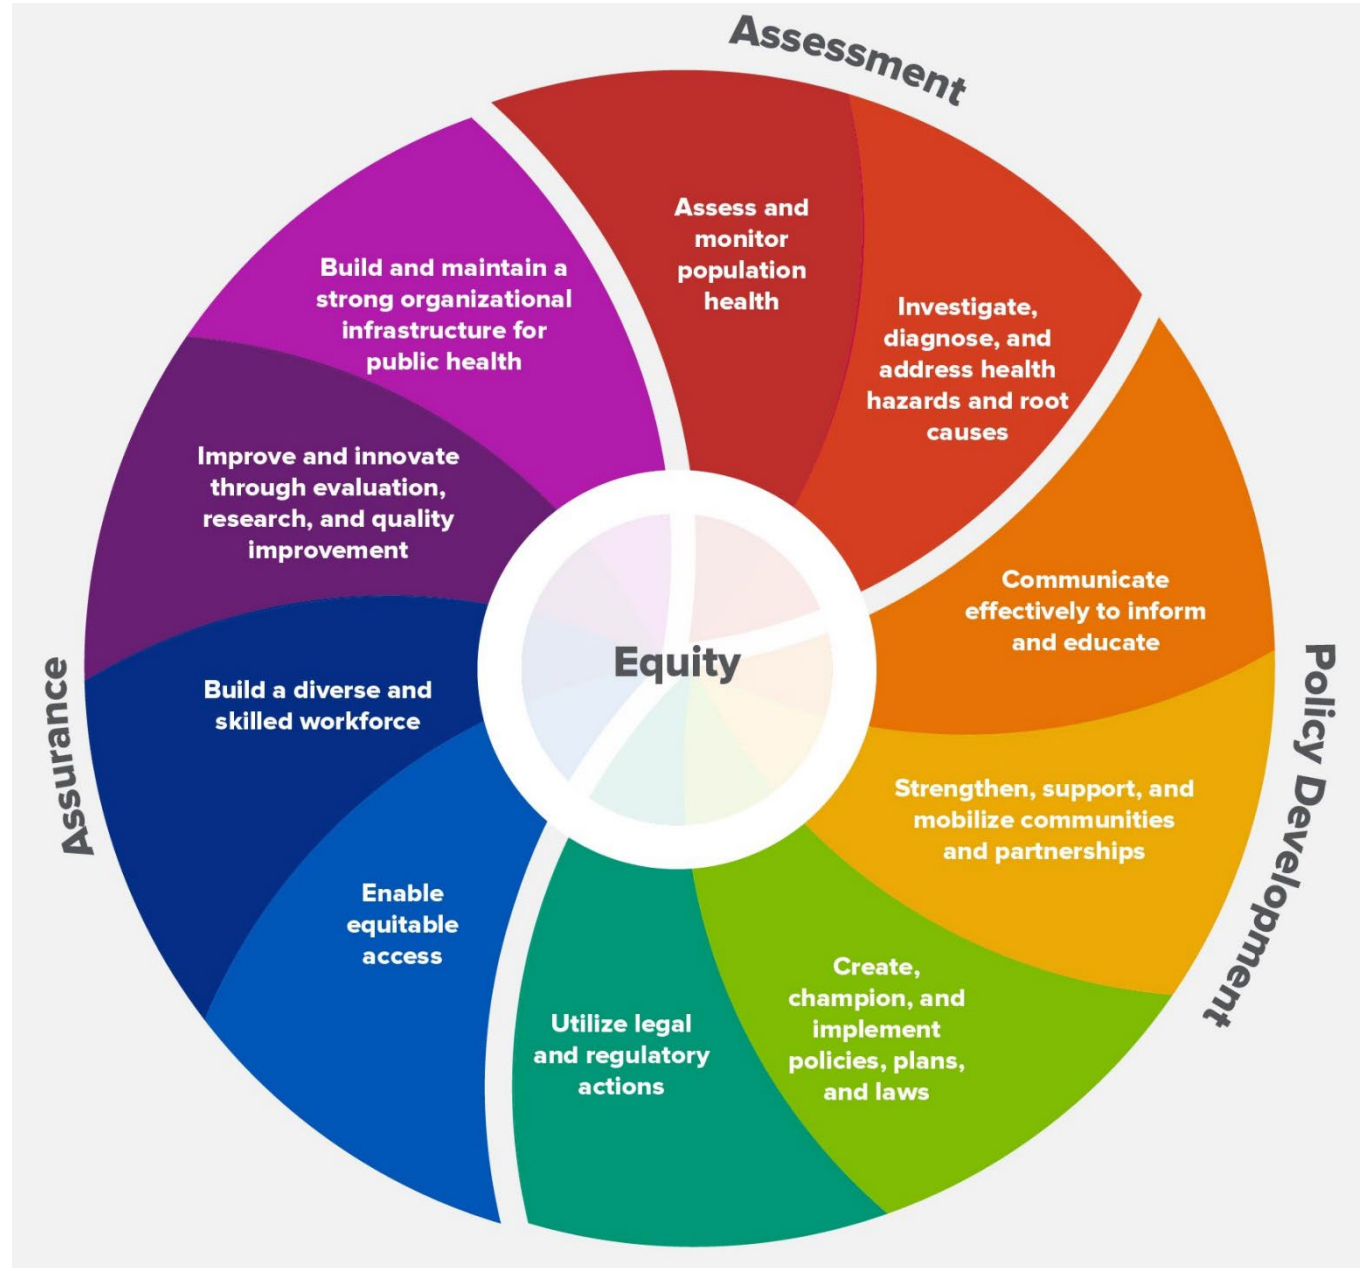 Assessment
Assess and
monitor
population
health
Investigate,
diagnose, and
address health
hazards and root
causes
Policy Development
Communicate
effectively to inform
and educate
Strengthen, support, and
mobilize communities
and partnerships
Create,
champion, and
implement
policies, plans,
and laws
Utilize legal
and regulatory
actions
Assurance
Enable
equitable
access
Build a diverse and
skilled workforce
Improve and innovate
through evaluation,
research, and quality
improvement
Build and maintain a
strong organizational
infrastructure for
public health
Equity